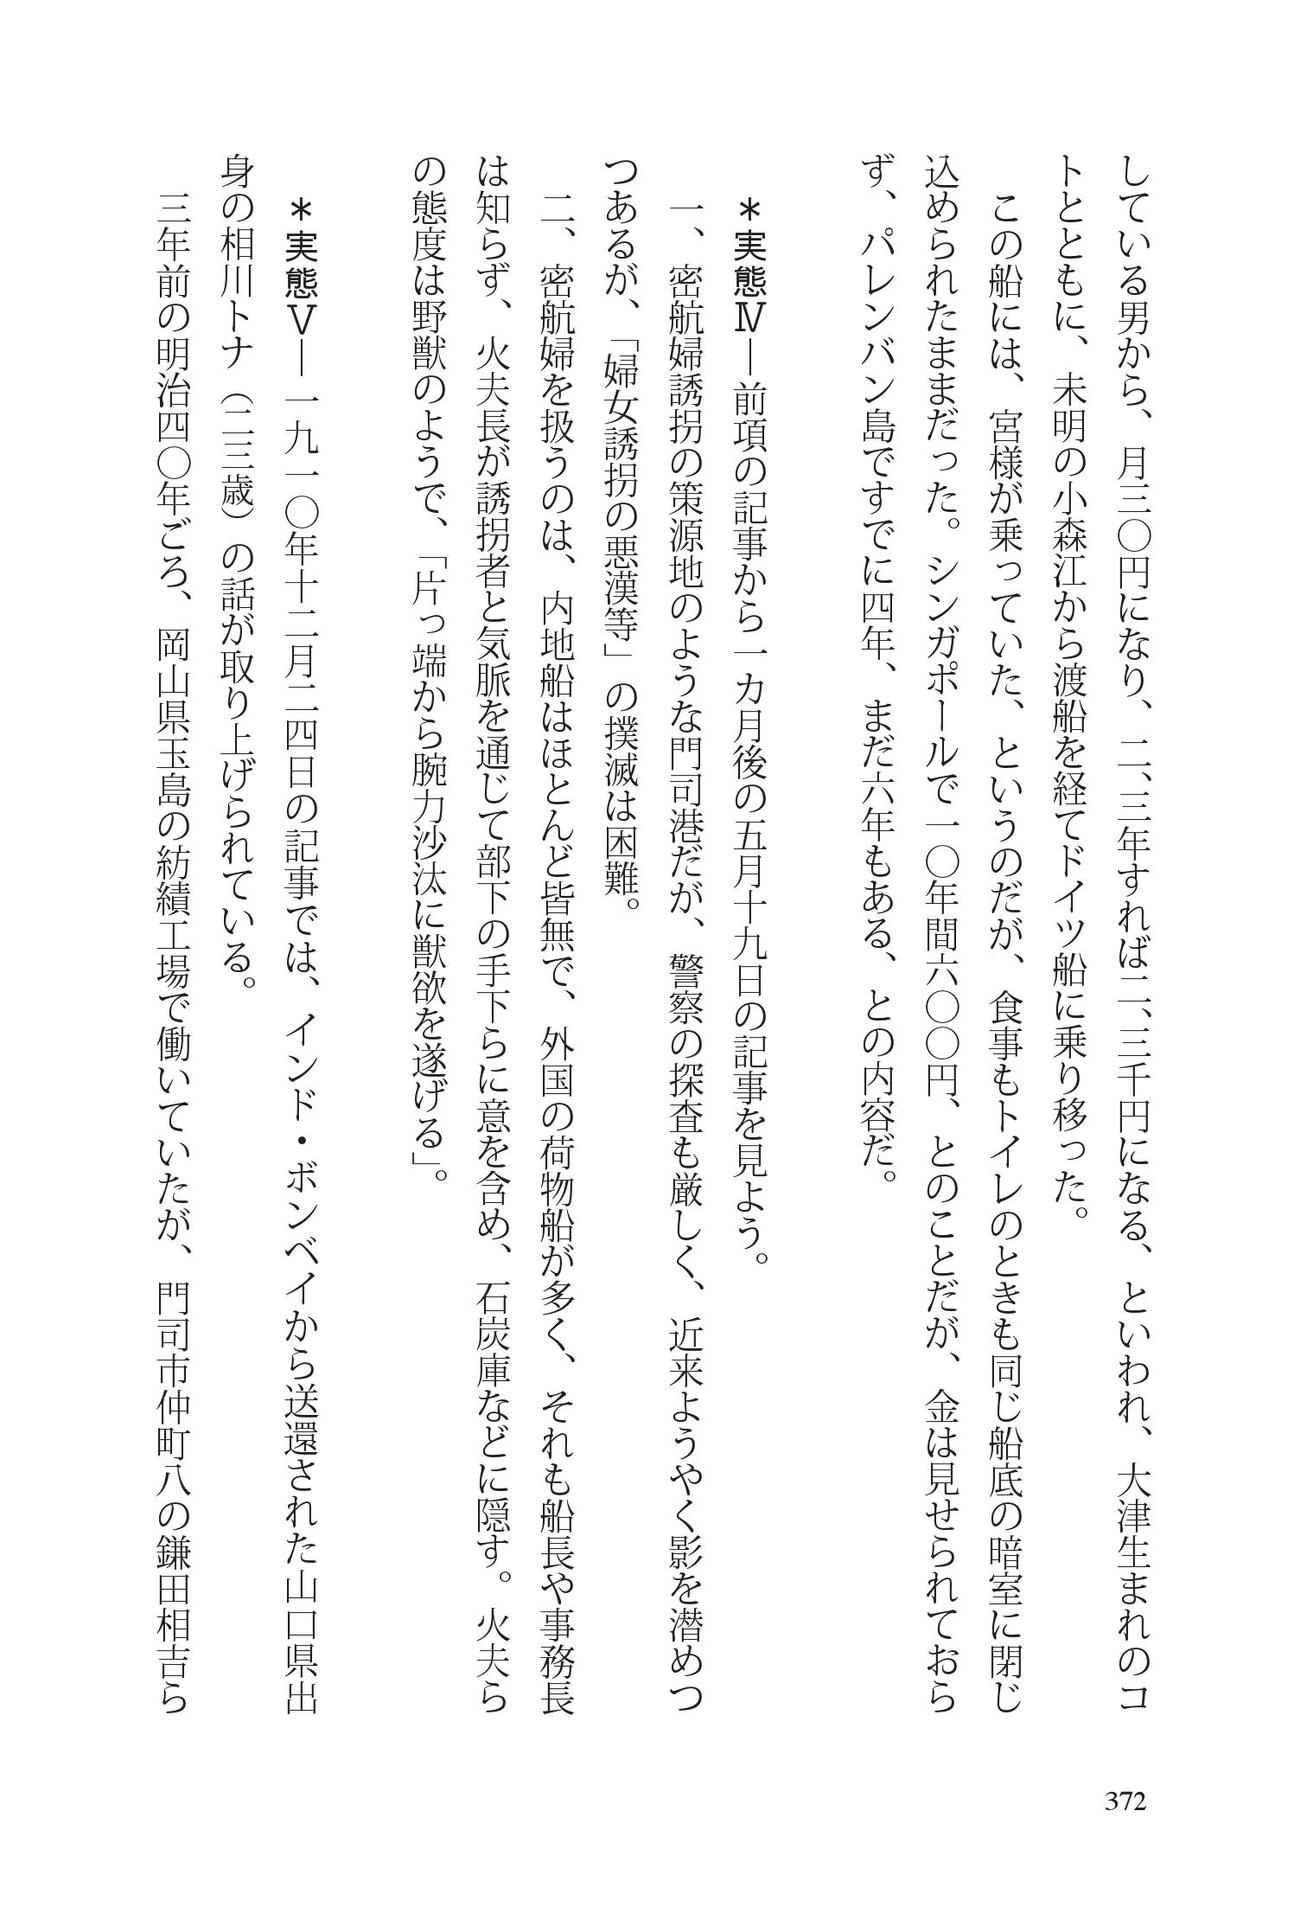 している男から、月三〇円になり、二、三年すれば二、三千円になる、といわれ、大津生まれのコ
トとともに、未明の小森江から渡船を経てドイツ船に乗り移った。
この船には、宮様が乗っていた、というのだが、食事もトイレのときも同じ船底の暗室に閉じ
込められたままだった。シンガポールで一〇年間六〇〇円、とのことだが、金は見せられておら
ず、パレンバン島ですでに四年、まだ六年もある、との内容だ。
＊実態Ⅳ―前項の記事から一カ月後の五月十九日の記事を見よう。
一、密航婦誘拐の策源地のような門司港だが、警察の探査も厳しく、近来ようやく影を潜めつ
つあるが、「婦女誘拐の悪漢等」の撲滅は困難。
二、密航婦を扱うのは、内地船はほとんど皆無で、外国の荷物船が多く、それも船長や事務長
は知らず、火夫長が誘拐者と気脈を通じて部下の手下らに意を含め、石炭庫などに隠す。火夫ら
の態度は野獣のようで、「片っ端から腕力沙汰に獣欲を遂げる」。
＊実態Ⅴ―一九一〇年十二月二四日の記事では、インド・ボンベイから送還された山口県出
身の相川トナ（二三歳）の話が取り上げられている。
三年前の明治四〇年ごろ、岡山県玉島の紡績工場で働いていたが、門司市仲町八の鎌田相吉ら
372